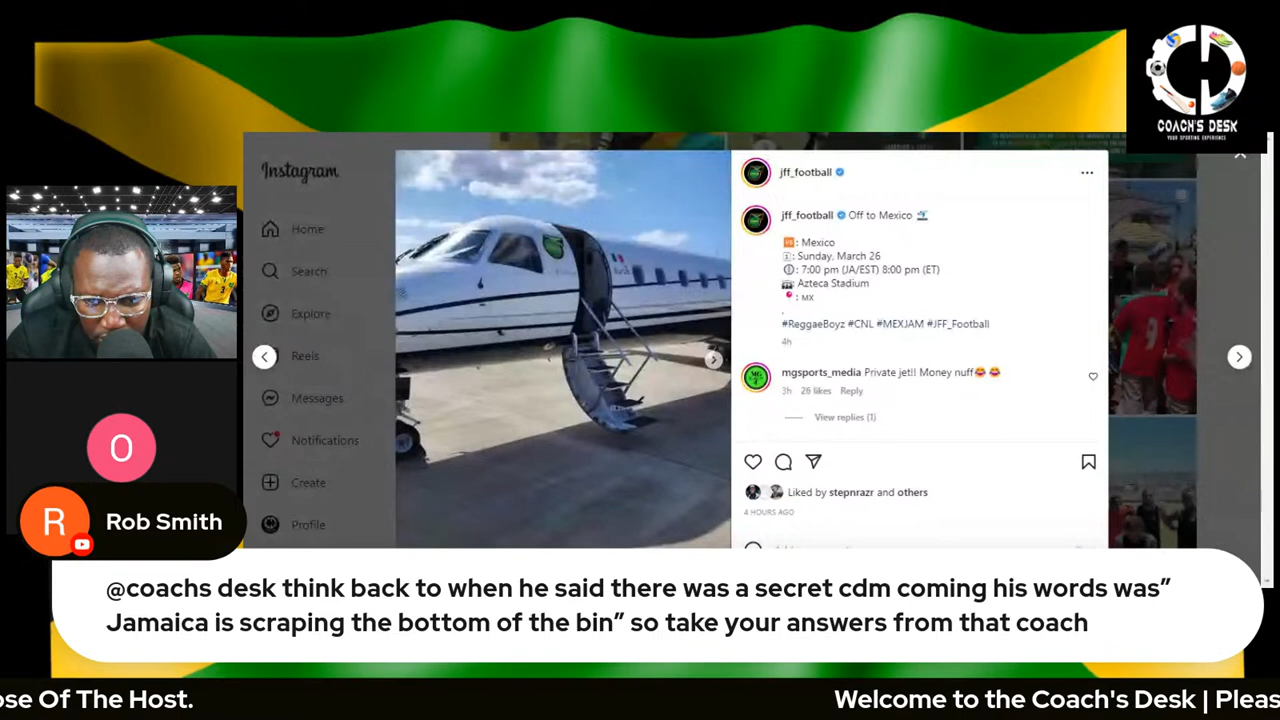 COACH'S DESK
YOUR SPORTING EXPERIENCE
Instagram
Home
Search
Explore
Reels
Messages
Notifications
Create
Profile
jff_football
jff_football Off to Mexico
VS : Mexico
: Sunday, March 26
: 7:00 pm (JA/EST) 8:00 pm (ET)
: Azteca Stadium
: MX
.
#ReggaeBoyz #CNL #MEXJAM #JFF_Football
4h
mgsports_media Private jet!! Money nuff😂 😂
3h 26 likes Reply
View replies (1)
Liked by stepnrazr and others
4 HOURS AGO
O
R
Rob Smith
@coachs desk think back to when he said there was a secret cdm coming his words was”
Jamaica is scraping the bottom of the bin” so take your answers from that coach
ose Of The Host.
Welcome to the Coach's Desk | Pleas